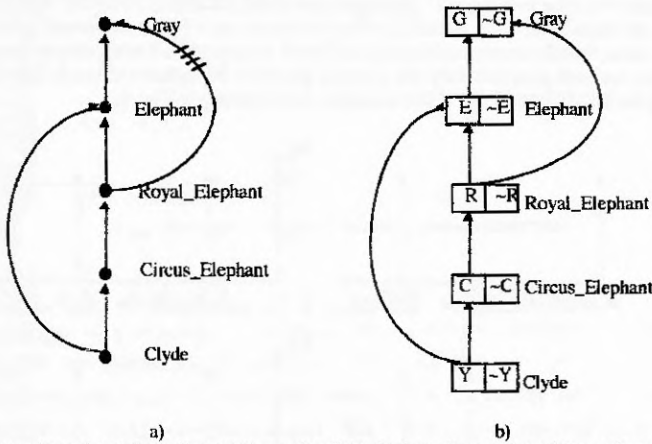 Gray
Elephant
Royal_Elephant
Circus_Elephant
Clyde
a)
G ~G Gray
E ~E Elephant
R ~R Royal_Elephant
C ~C Circus_Elephant
Y ~Y Clyde
b)